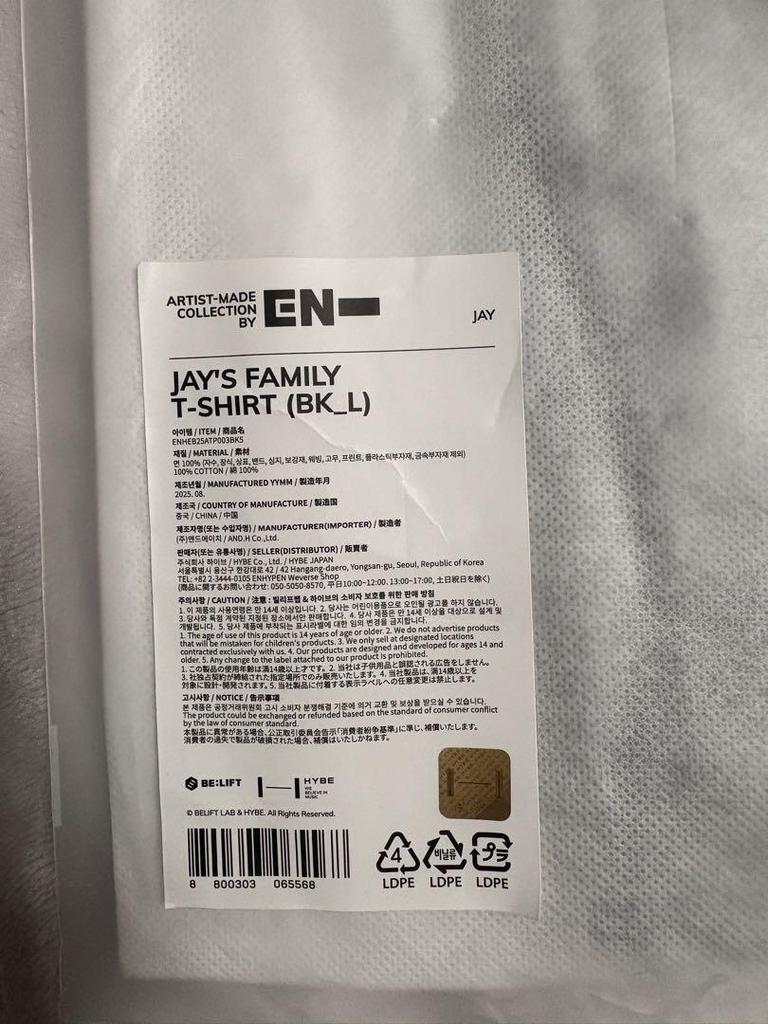 ARTIST-MADE
COLLECTION
BY
EN-
JAY
JAY'S FAMILY
T-SHIRT (BK_L)
아이템 / ITEM / 商品名
ENHEB25ATP003BK5
재질 / MATERIAL / 素材
면 100% (자수, 장식, 상표, 밴드, 심지, 보강재, 웨빙, 고무, 프린트, 플라스틱부자재, 금속부자재 제외)
100% COTTON / 綿 100%
제조년월 / MANUFACTURED YYMM / 製造年月
2025. 08.
제조국 / COUNTRY OF MANUFACTURE / 製造国
중국 / CHINA / 中国
제조자명(또는 수입자명) / MANUFACTURER(IMPORTER) / 製造者
(주)앤드에이치 / AND.H Co.,Ltd.
판매자(또는 유통사명) / SELLER(DISTRIBUTOR) / 販賣者
주식회사 하이브 / HYBE Co., Ltd. / HYBE JAPAN
서울특별시 용산구 한강대로 42 / 42 Hangang-daero, Yongsan-gu, Seoul, Republic of Korea
TEL: +82 2-3444-0105 ENHYPEN Weverse Shop
(商品に関するお問い合わせ: 050-5050-8570, 平日10:00~12:00. 13:00~17:00, 土日祝日を除く)
주의사항 / CAUTION / 注意 : 빌리프랩 & 하이브의 소비자 보호를 위한 판매 방침
1. 이 제품의 사용연령은 만 14세 이상입니다. 2. 당사는 어린이용품으로 오인될 광고를 하지 않습니다.
3. 당사와 독점 계약된 지정된 장소에서만 판매합니다. 4. 당사 제품은 만 14세 이상을 대상으로 설계 및
개발됩니다. 5. 당사 제품에 부착되는 표시라벨에 대한 임의 변경을 금지합니다.
1. The age of use of this product is 14 years of age or older. 2. We do not advertise products
that will be mistaken for children's products. 3. We only sell at designated locations
contracted exclusively with us. 4. Our products are designed and developed for ages 14 and
older. 5. Any change to the label attached to our product is prohibited.
1. この製品の使用年齢は満14歳以上才です。2. 当社は子供用品と誤認される広告をしません。
3. 社独占契約が締結された指定場所でのみ販売いたします。4. 当社製品は、満14歳以上を
対象に設計・開発されます。5. 当社製品に付着する表示ラベルへの任意変更は禁止します。
고시사항 / NOTICE / 告示事項
본 제품은 공정거래위원회 고시 소비자 분쟁해결 기준에 의거 교환 및 보상을 받으실 수 있습니다.
The product could be exchanged or refunded based on the standard of consumer conflict
by the law of consumer standard.
本製品に異常がある場合、公正取引委員会告示「消費者紛争基準」に準じ、補償いたします。
消費者の過失で製品が破損された場合、補償はいたしかねます。
BE:LIFT
HYBE
WE
BELIEVE IN
MUSIC
© BELIFT LAB & HYBE. All Rights Reserved.
8 800303 065568
4
LDPE
비닐류
LDPE
プラ
LDPE